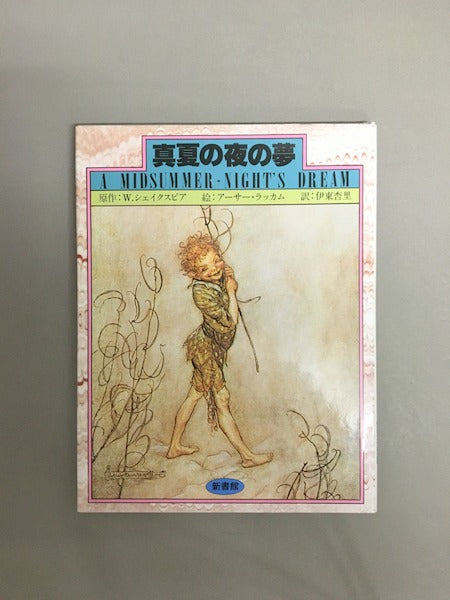 真夏の夜の夢
A MIDSUMMER-NIGHT'S DREAM
原作:W.シェイクスピア 絵:アーサー・ラッカム 訳:伊東杏里
新書館